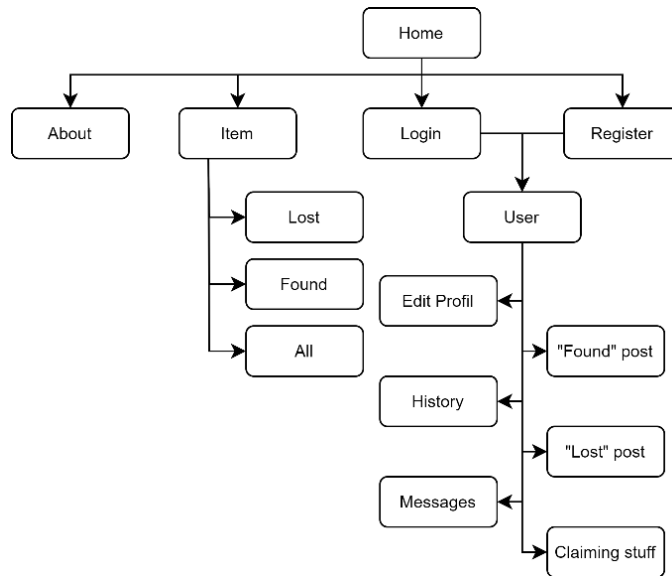 Home
About
Item
Login
Register
Lost
User
Found
Edit Profil
All
"Found" post
History
"Lost" post
Messages
Claiming stuff